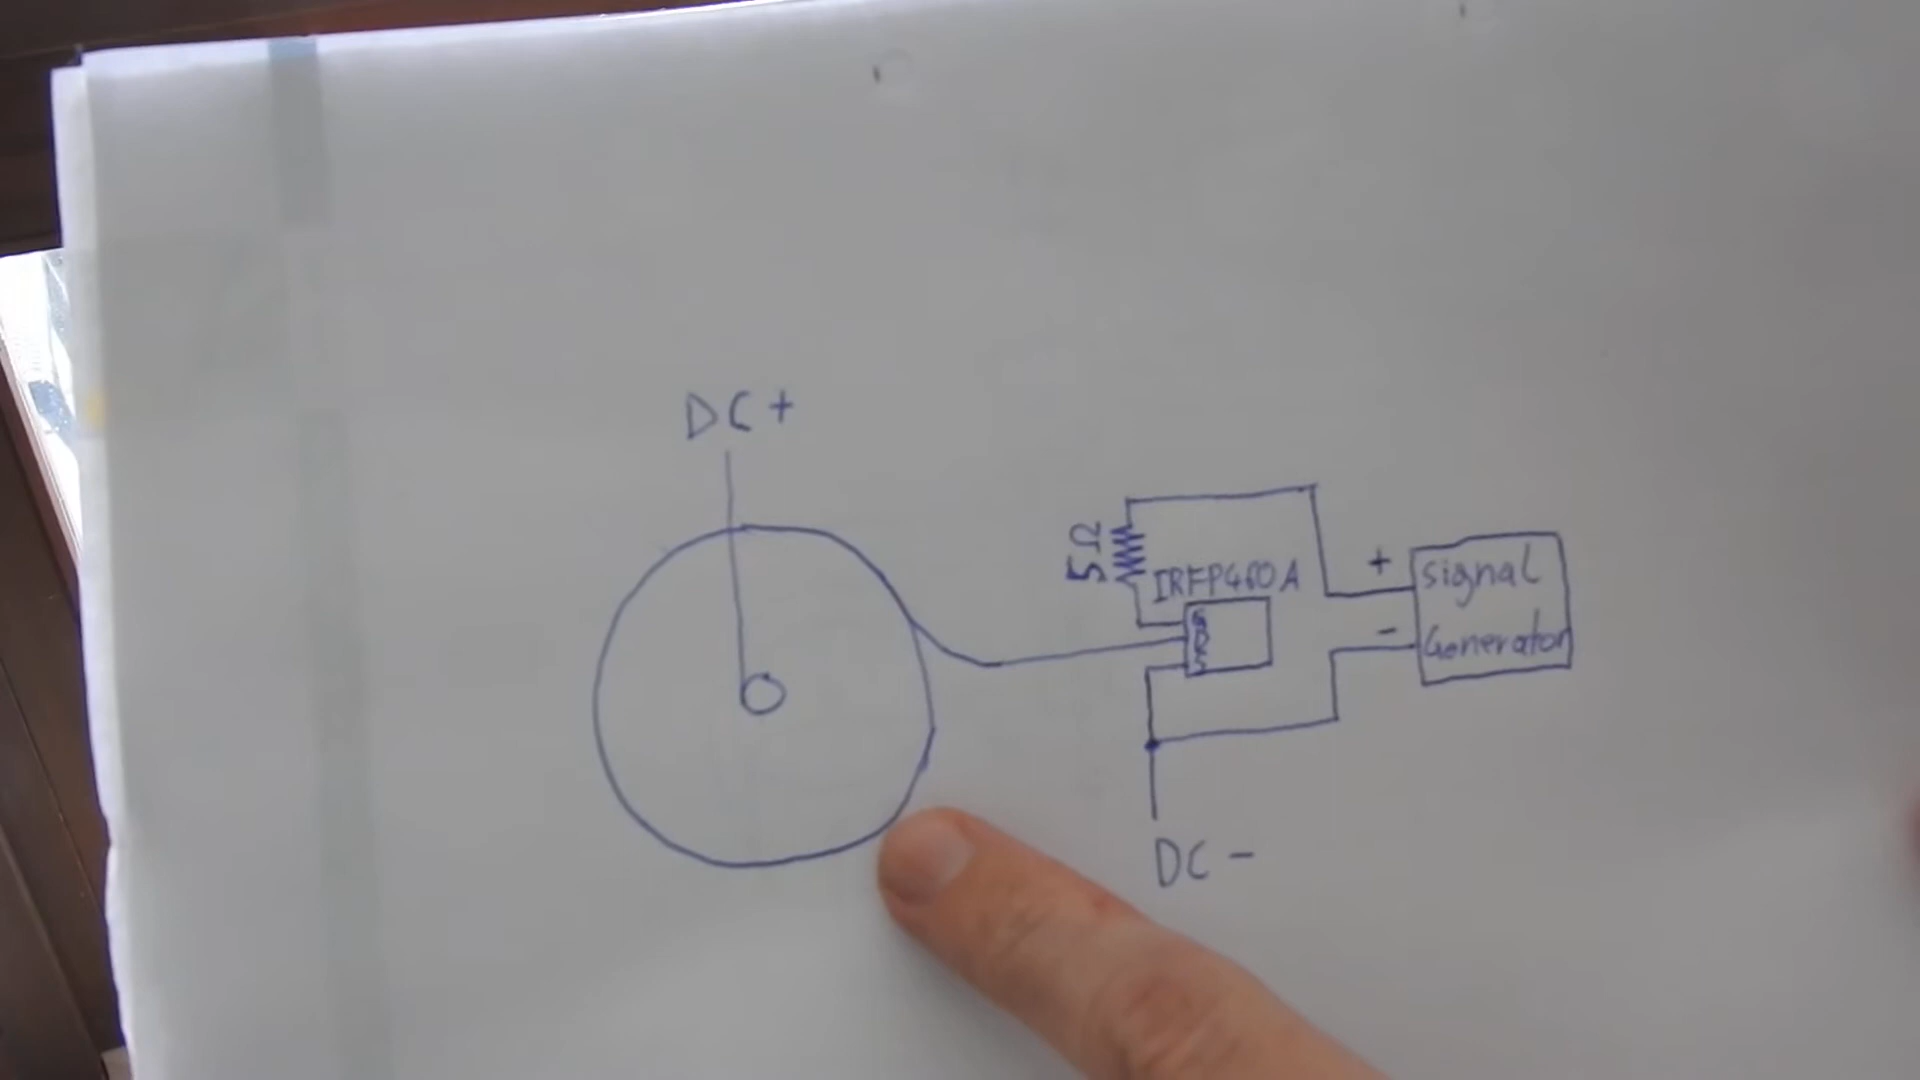 DC+
5Ω
IRFP460A
G
D
S
+
Signal
-
Generator
DC -